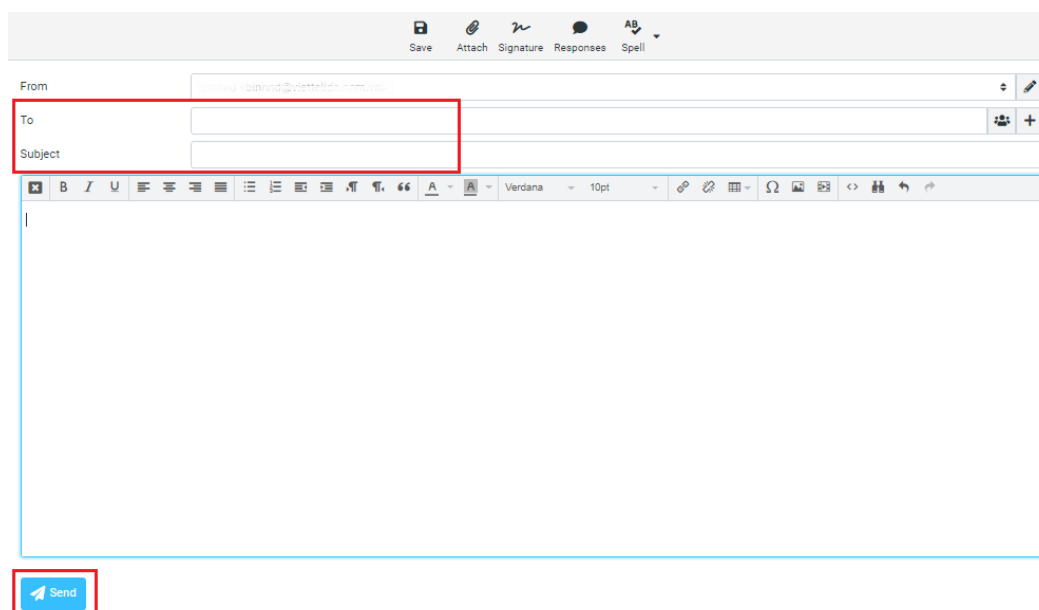 Save Attach Signature Responses Spell
From
To
Subject
B I U Verdana 10pt
Send